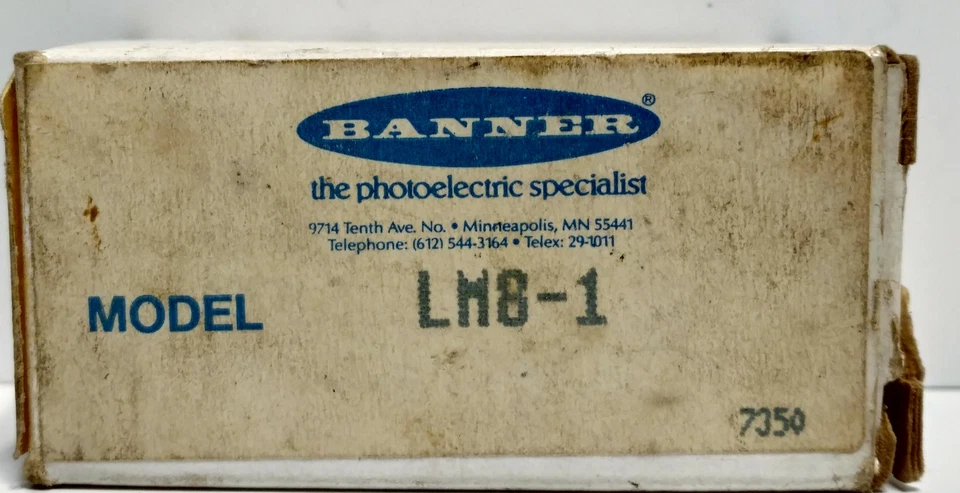 BANNER®
the photoelectric specialist
9714 Tenth Ave. No. • Minneapolis, MN 55441
Telephone: (612) 544-3164 • Telex: 29-1011
MODEL LM8-1
7350